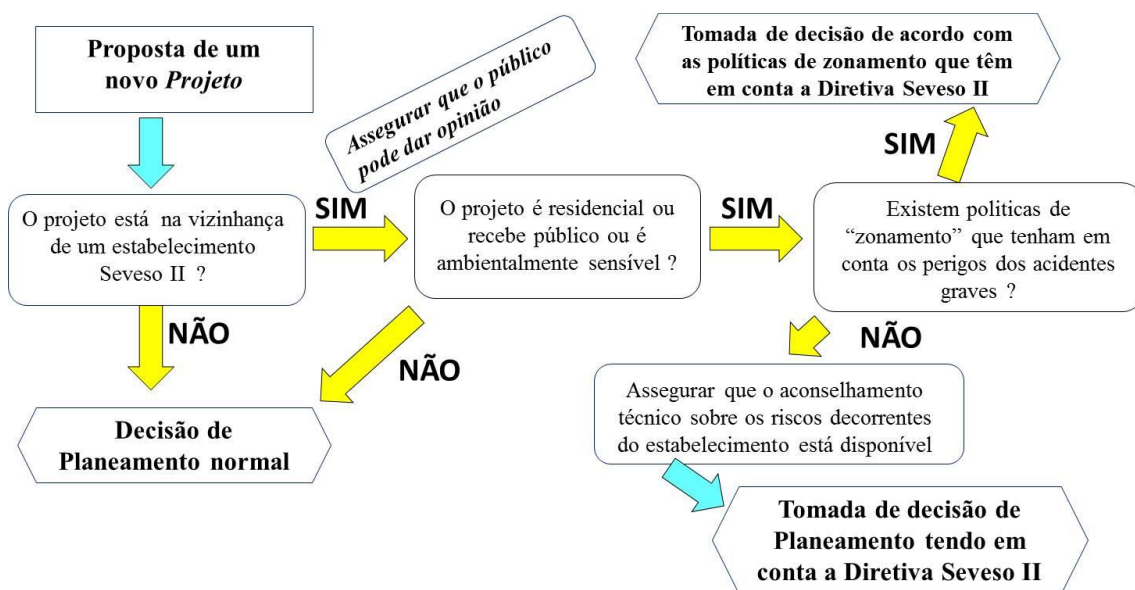 Proposta de um
novo Projeto
Assegurar que o público
pode dar opinião
Tomada de decisão de acordo com
as políticas de zonamento que têm
em conta a Diretiva Seveso II
SIM
O projeto está na vizinhança
de um estabelecimento
Seveso II ?
SIM
O projeto é residencial ou
recebe público ou é
ambientalmente sensível ?
SIM
Existem politicas de
“zonamento” que tenham em
conta os perigos dos acidentes
graves ?
NÃO
NÃO
NÃO
Decisão de
Planeamento normal
Assegurar que o aconselhamento
técnico sobre os riscos decorrentes
do estabelecimento está disponível
Tomada de decisão de
Planeamento tendo em
conta a Diretiva Seveso II